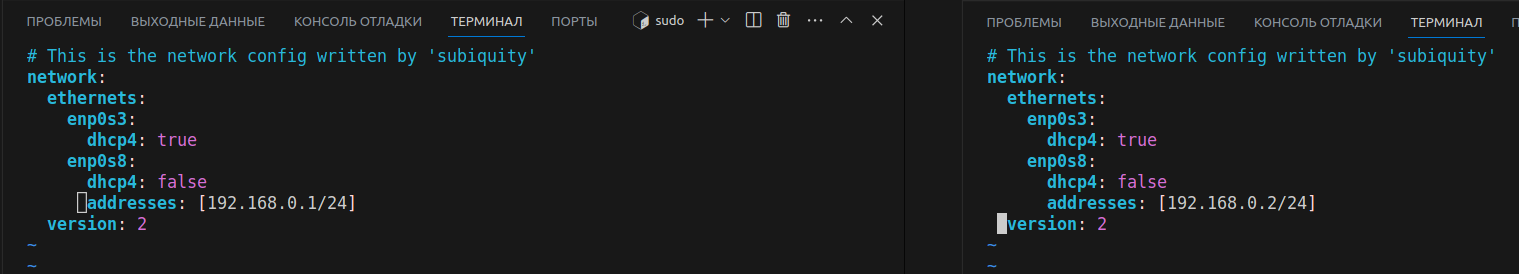 ПРОБЛЕМЫ ВЫХОДНЫЕ ДАННЫЕ КОНСОЛЬ ОТЛАДКИ ТЕРМИНАЛ ПОРТЫ sudo
# This is the network config written by 'subiquity'
network:
  ethernets:
    enp0s3:
      dhcp4: true
    enp0s8:
      dhcp4: false
      addresses: [192.168.0.1/24]
  version: 2
~
~
ПРОБЛЕМЫ ВЫХОДНЫЕ ДАННЫЕ КОНСОЛЬ ОТЛАДКИ ТЕРМИНАЛ
# This is the network config written by 'subiquity'
network:
  ethernets:
    enp0s3:
      dhcp4: true
    enp0s8:
      dhcp4: false
      addresses: [192.168.0.2/24]
  version: 2
~
~